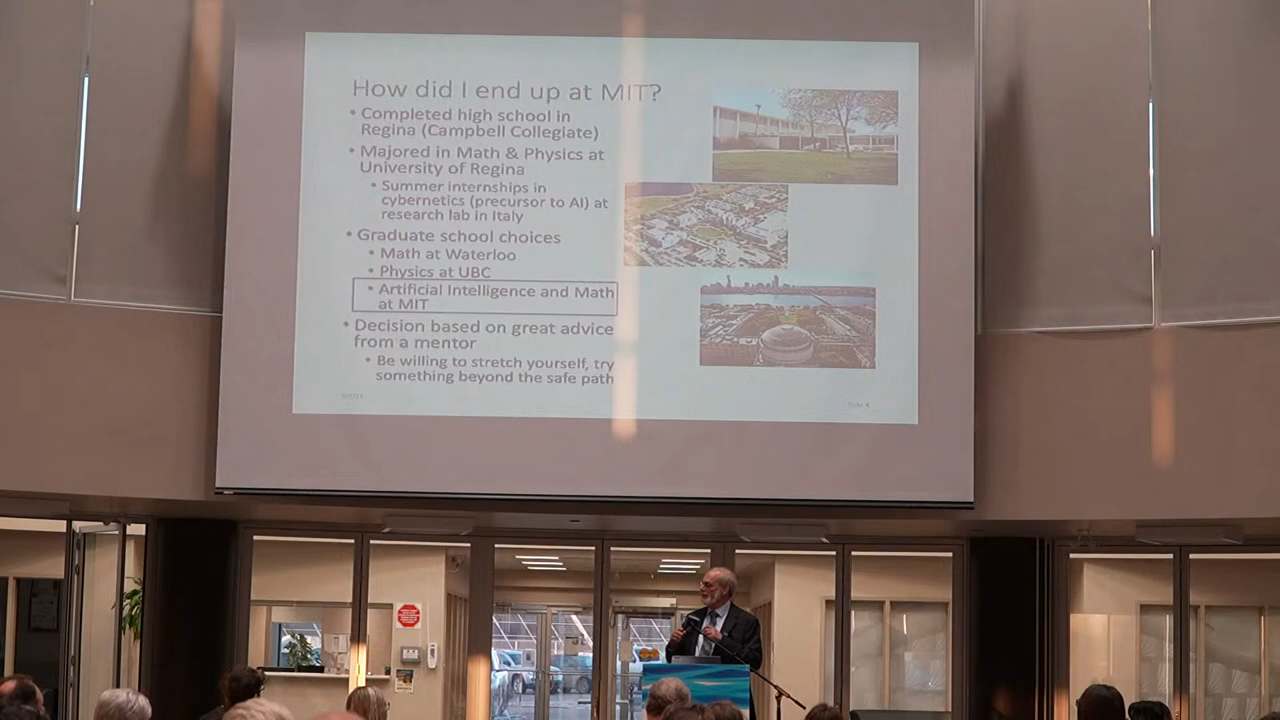 How did I end up at MIT?
• Completed high school in
Regina (Campbell Collegiate)
• Majored in Math & Physics at
University of Regina
• Summer internships in
cybernetics (precursor to AI) at
research lab in Italy
• Graduate school choices
• Math at Waterloo
• Physics at UBC
• Artificial Intelligence and Math
at MIT
• Decision based on great advice
from a mentor
• Be willing to stretch yourself, try
something beyond the safe path